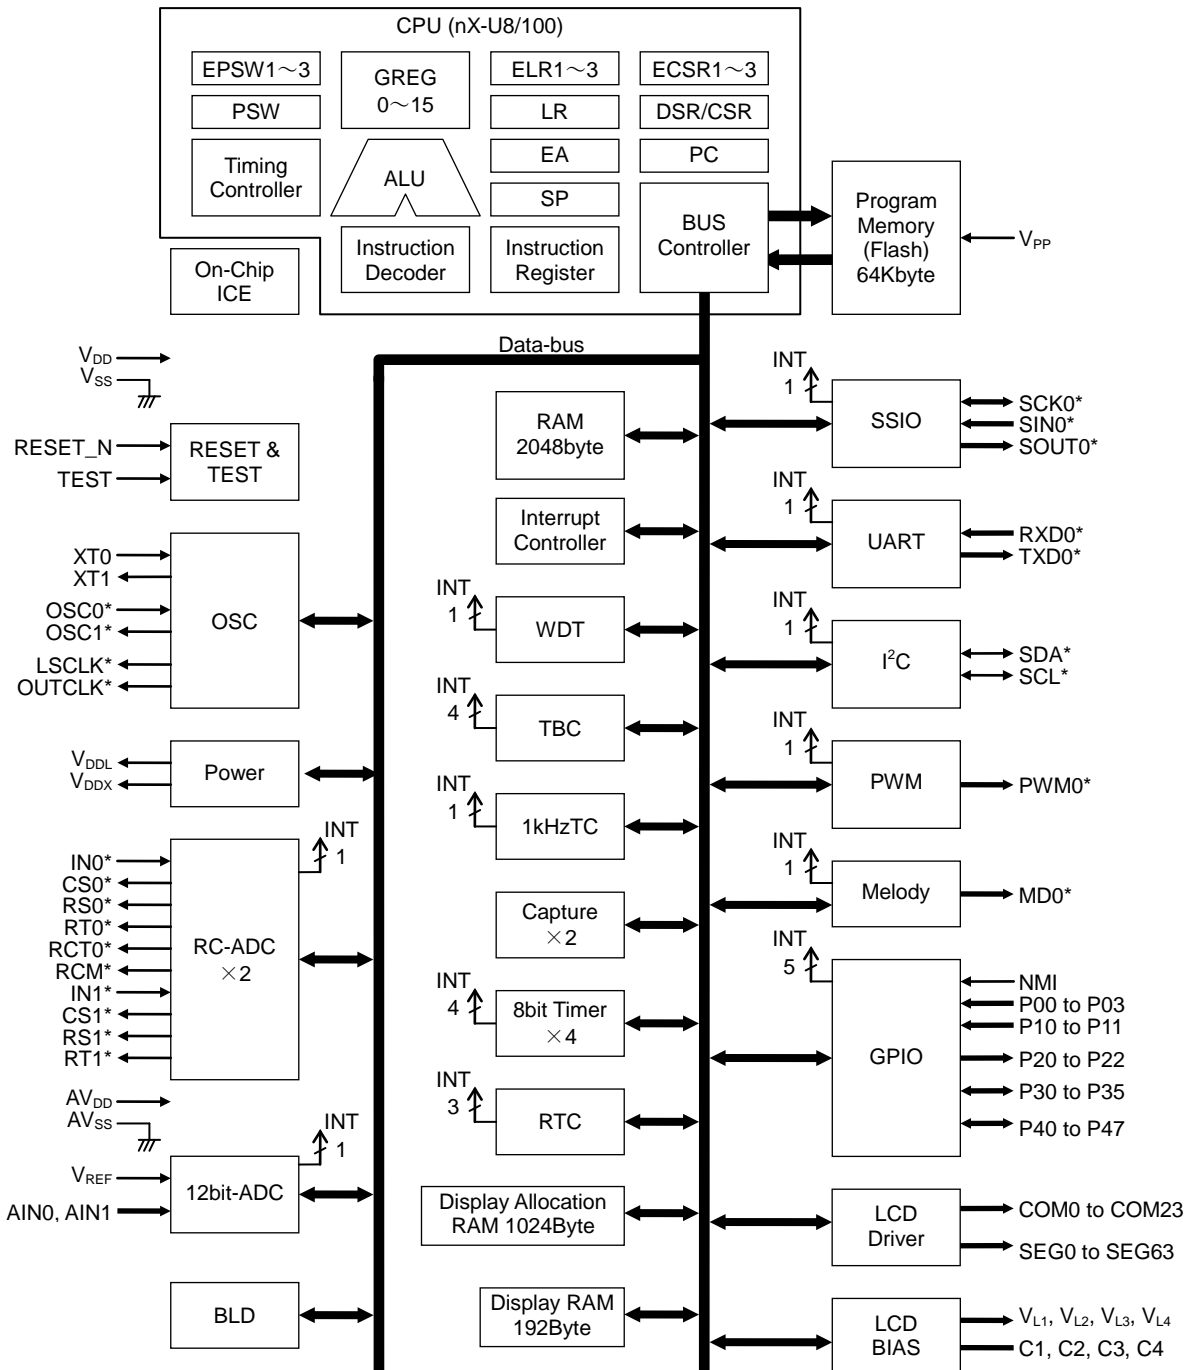 CPU (nX-U8/100)
EPSW1～3
GREG
0～15
ELR1～3
ECSR1～3
PSW
LR
DSR/CSR
Timing
Controller
ALU
EA
PC
SP
BUS
Controller
Instruction
Decoder
Instruction
Register
On-Chip
ICE
Program
Memory
(Flash)
64Kbyte
VPP
Data-bus
VDD
VSS
RESET_N
TEST
RESET &
TEST
XT0
XT1
OSC0*
OSC1*
LSCLK*
OUTCLK*
OSC
VDDL
VDDX
Power
IN0*
CS0*
RS0*
RT0*
RCT0*
RCM*
IN1*
CS1*
RS1*
RT1*
RC-ADC
×2
INT
1
AVDD
AVSS
VREF
AIN0, AIN1
12bit-ADC
INT
1
BLD
RAM
2048byte
Interrupt
Controller
INT
1
WDT
INT
4
TBC
INT
1
1kHzTC
Capture
×2
INT
4
8bit Timer
×4
INT
3
RTC
Display Allocation
RAM 1024Byte
Display RAM
192Byte
INT
1
SSIO
SCK0*
SIN0*
SOUT0*
INT
1
UART
RXD0*
TXD0*
INT
1
I²C
SDA*
SCL*
INT
1
PWM
PWM0*
INT
1
Melody
MD0*
INT
5
GPIO
NMI
P00 to P03
P10 to P11
P20 to P22
P30 to P35
P40 to P47
LCD
Driver
COM0 to COM23
SEG0 to SEG63
LCD
BIAS
VL1, VL2, VL3, VL4
C1, C2, C3, C4